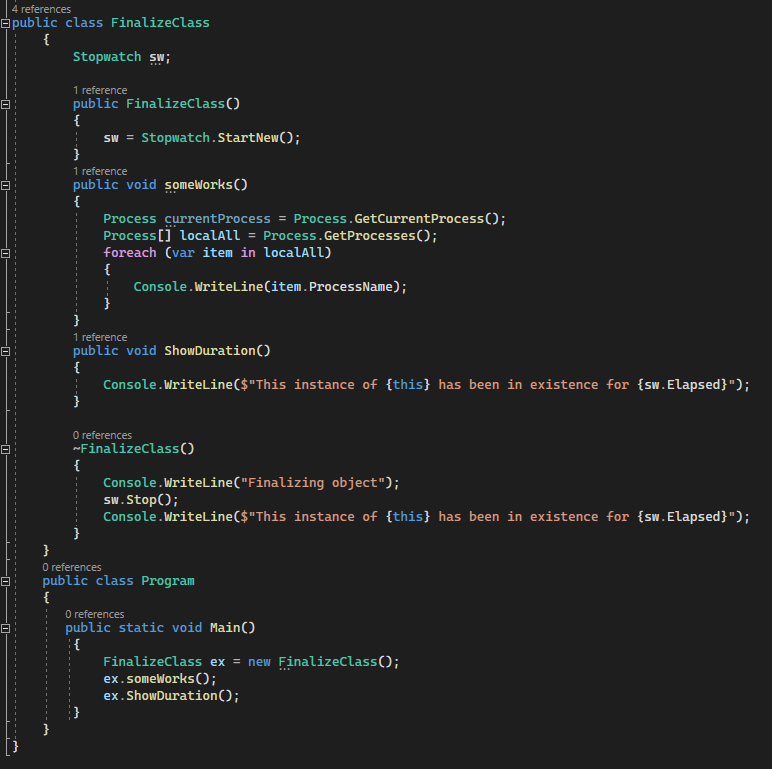 4 references
public class FinalizeClass
{
Stopwatch sw;
1 reference
public FinalizeClass()
{
sw = Stopwatch.StartNew();
}
1 reference
public void someWorks()
{
Process currentProcess = Process.GetCurrentProcess();
Process[] localAll = Process.GetProcesses();
foreach (var item in localAll)
{
Console.WriteLine(item.ProcessName);
}
}
1 reference
public void ShowDuration()
{
Console.WriteLine($"This instance of {this} has been in existence for {sw.Elapsed}");
}
0 references
~FinalizeClass()
{
Console.WriteLine("Finalizing object");
sw.Stop();
Console.WriteLine($"This instance of {this} has been in existence for {sw.Elapsed}");
}
}
0 references
public class Program
{
0 references
public static void Main()
{
FinalizeClass ex = new FinalizeClass();
ex.someWorks();
ex.ShowDuration();
}
}
}